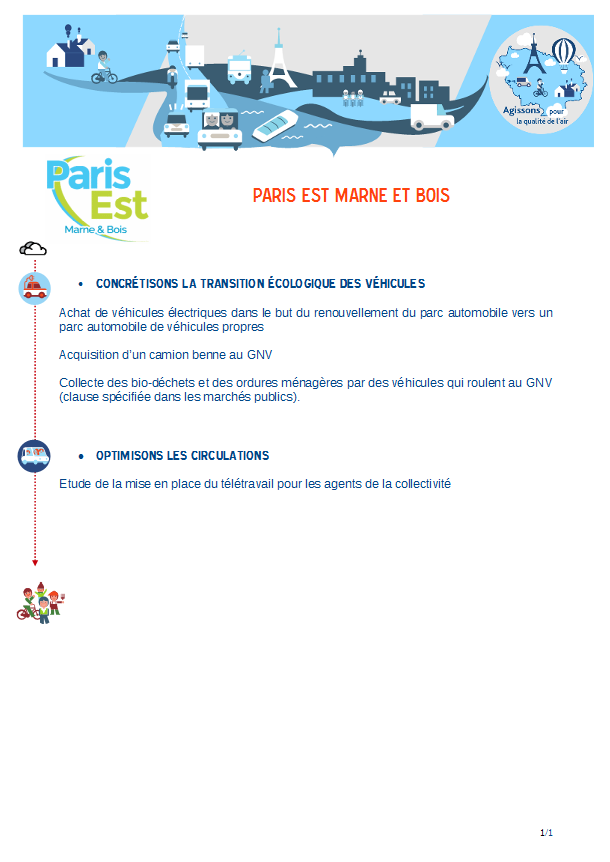 Agissons pour
la qualité de l'air
Paris
Est
Marne & Bois
PARIS EST MARNE ET BOIS
• CONCRÉTISONS LA TRANSITION ÉCOLOGIQUE DES VÉHICULES
Achat de véhicules électriques dans le but du renouvellement du parc automobile vers un
parc automobile de véhicules propres
Acquisition d'un camion benne au GNV
Collecte des bio-déchets et des ordures ménagères par des véhicules qui roulent au GNV
(clause spécifiée dans les marchés publics).
• OPTIMISONS LES CIRCULATIONS
Etude de la mise en place du télétravail pour les agents de la collectivité
1/1